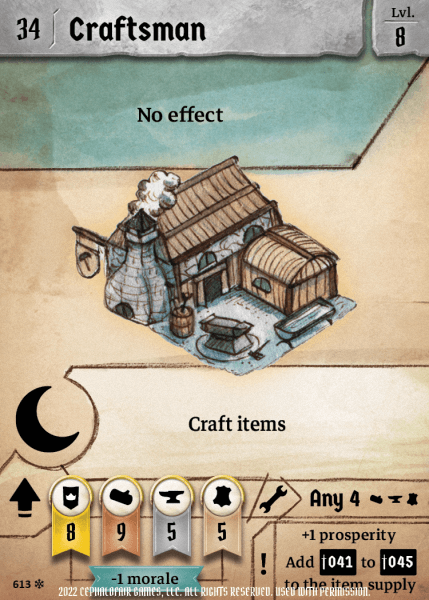 34 Craftsman
Lvl.
8
No effect
Craft items
8 9 5 5
Any 4
-1 morale
+1 prosperity
! Add 041 to 045
to the item supply
613
2022 CEPHALOFAIR GAMES, LLC. ALL RIGHTS RESERVED. USED WITH PERMISSION.